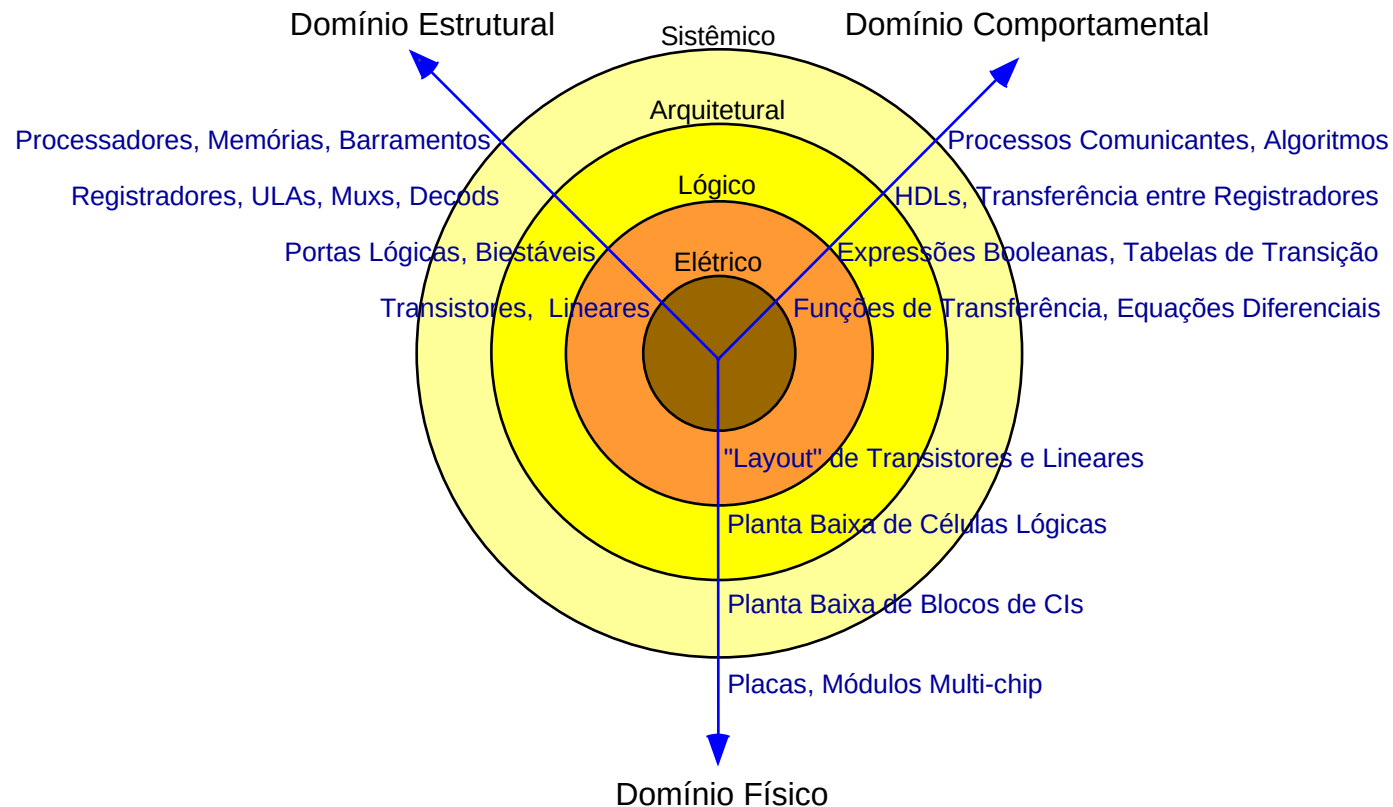 Domínio Estrutural
Domínio Comportamental
Sistêmico
Arquitetural
Processadores, Memórias, Barramentos
Processos Comunicantes, Algoritmos
Lógico
Registradores, ULAs, Muxs, Decods
HDLs, Transferência entre Registradores
Portas Lógicas, Biestáveis
Expressões Booleanas, Tabelas de Transição
Elétrico
Transistores, Lineares
Funções de Transferência, Equações Diferenciais
"Layout" de Transistores e Lineares
Planta Baixa de Células Lógicas
Planta Baixa de Blocos de CIs
Placas, Módulos Multi-chip
Domínio Físico